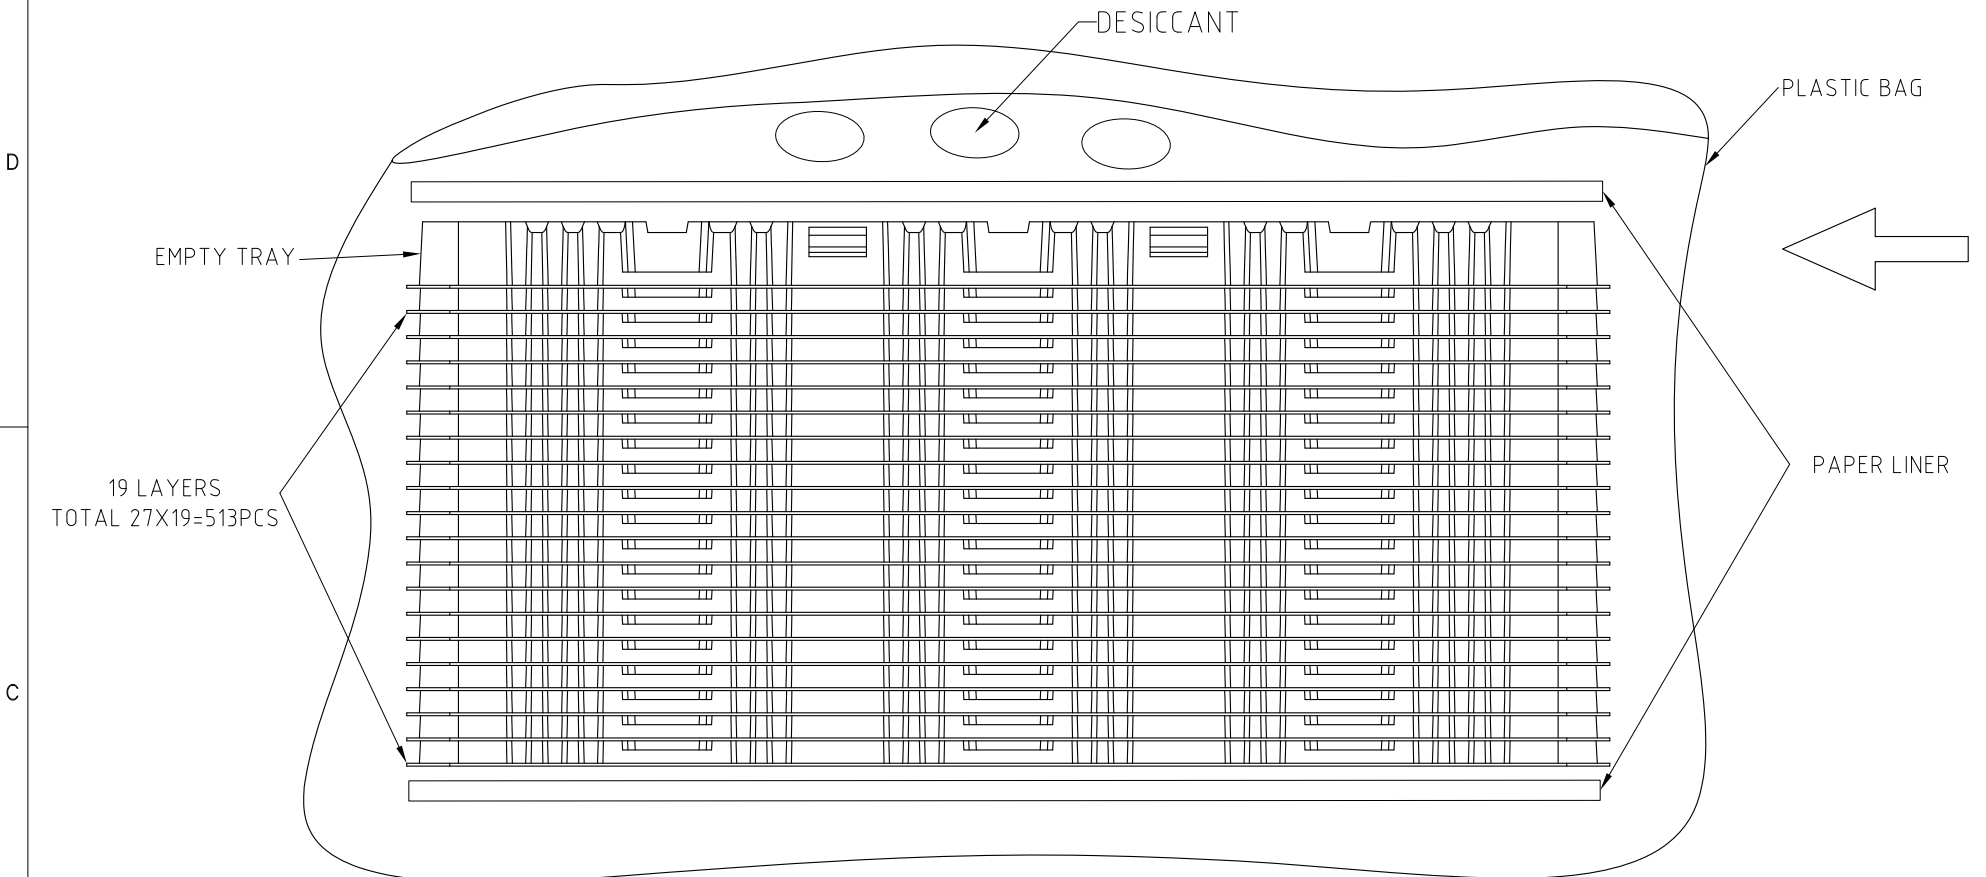 DESICCANT
PLASTIC BAG
D
EMPTY TRAY
PAPER LINER
19 LAYERS
TOTAL 27X19=513PCS
C